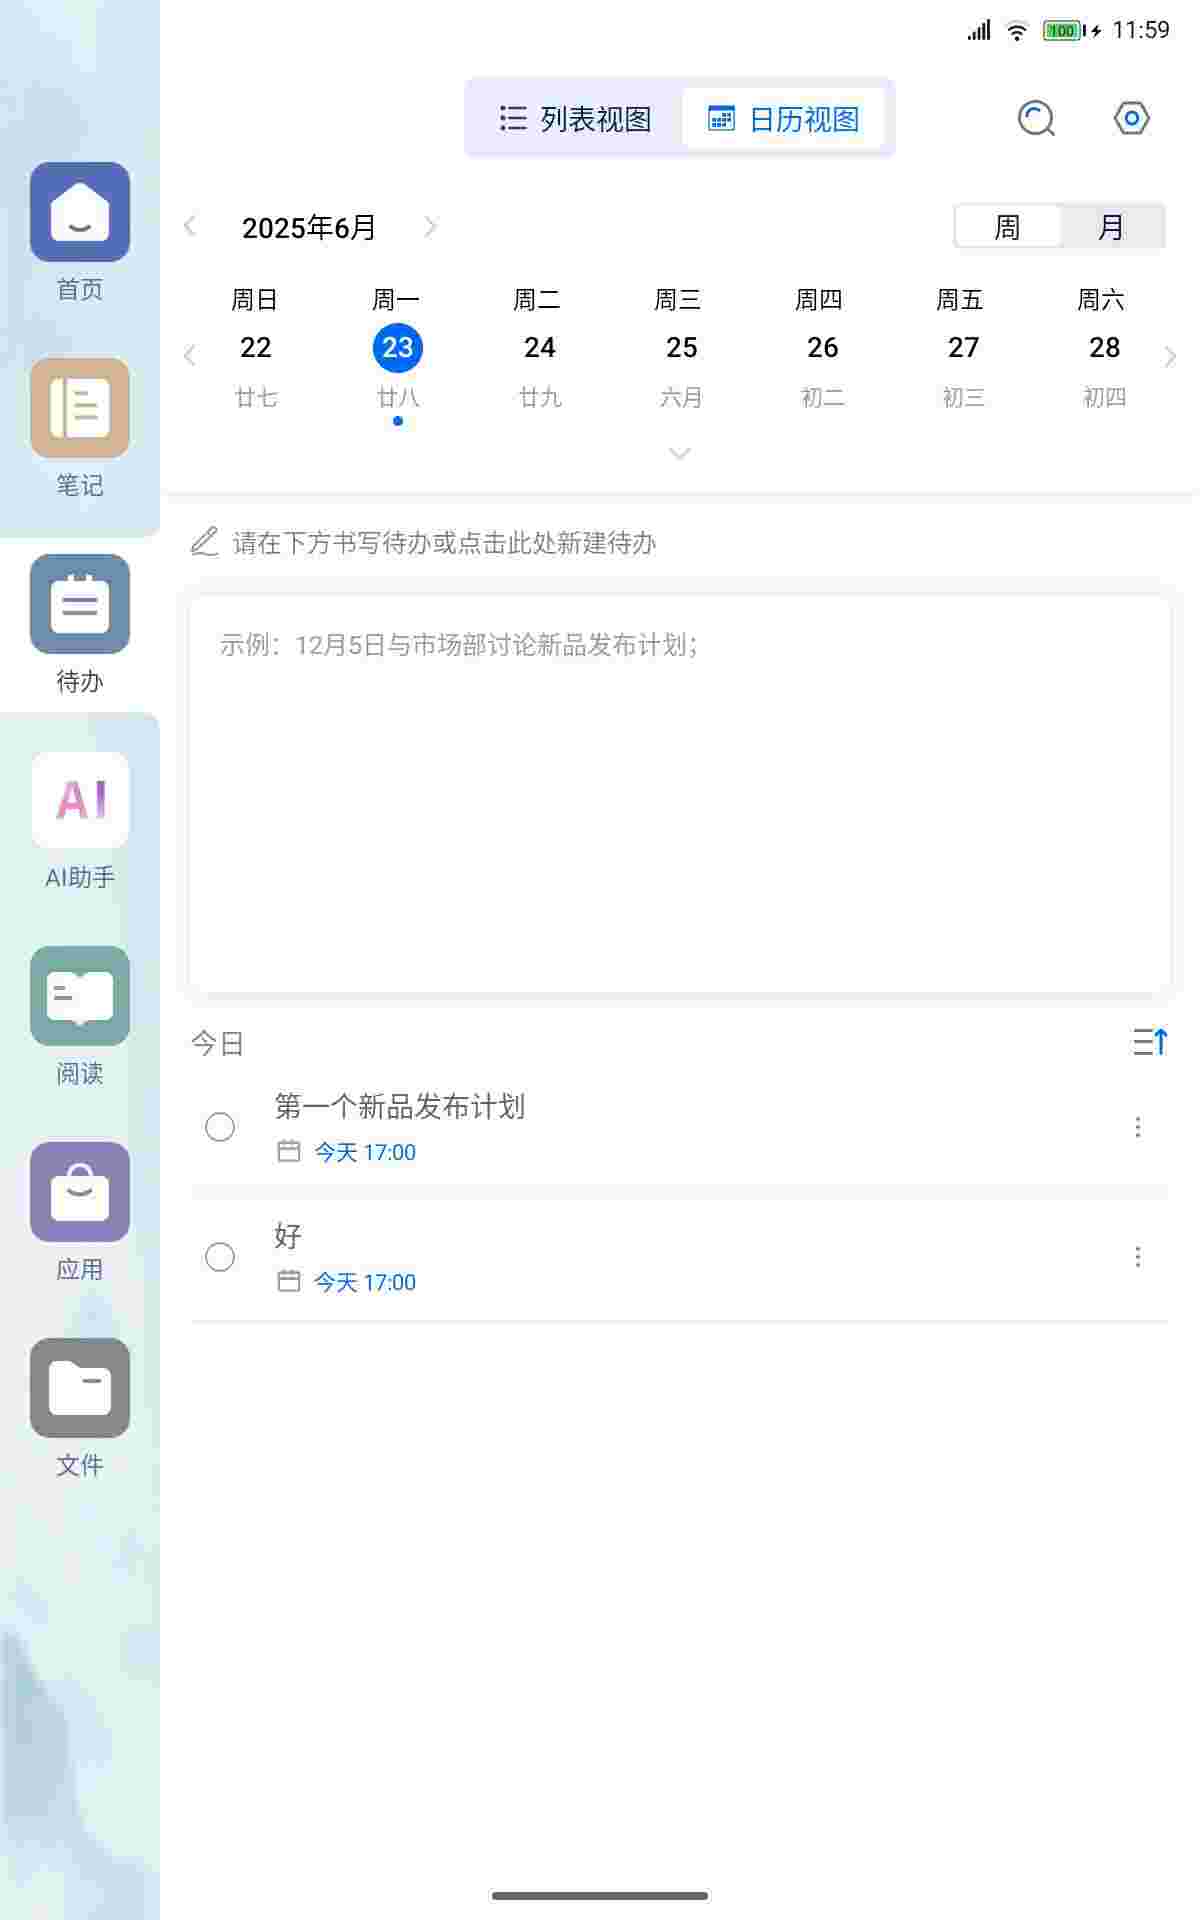 100 11:59
列表视图 日历视图
2025年6月 周 月
周日 周一 周二 周三 周四 周五 周六
22 23 24 25 26 27 28
廿七 廿八 廿九 六月 初二 初三 初四
请在下方书写待办或点击此处新建待办
示例：12月5日与市场部讨论新品发布计划；
今日
第一个新品发布计划
今天 17:00
好
今天 17:00
首页
笔记
待办
AI
AI助手
阅读
应用
文件